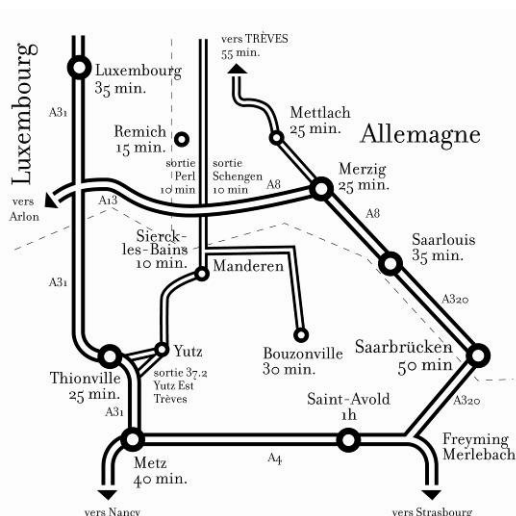 vers TRÈVES
55 min.
Luxembourg
Luxembourg
35 min.
A31
Mettlach
25 min.
Remich
15 min.
Allemagne
sortie
Perl
10 min
sortie
Schengen
10 min
Merzig
25 min.
A8
vers
Arlon
A13
A8
Sierck-
les-Bains
10 min.
Saarlouis
35 min.
Manderen
A31
A320
Yutz
Bouzonville
30 min.
Saarbrücken
50 min
Thionville
25 min.
sortie 37.2
Yutz Est
Trèves
Saint-Avold
1h
A31
A320
Freyming
Merlebach
Metz
40 min.
A4
vers Nancy
vers Strasbourg